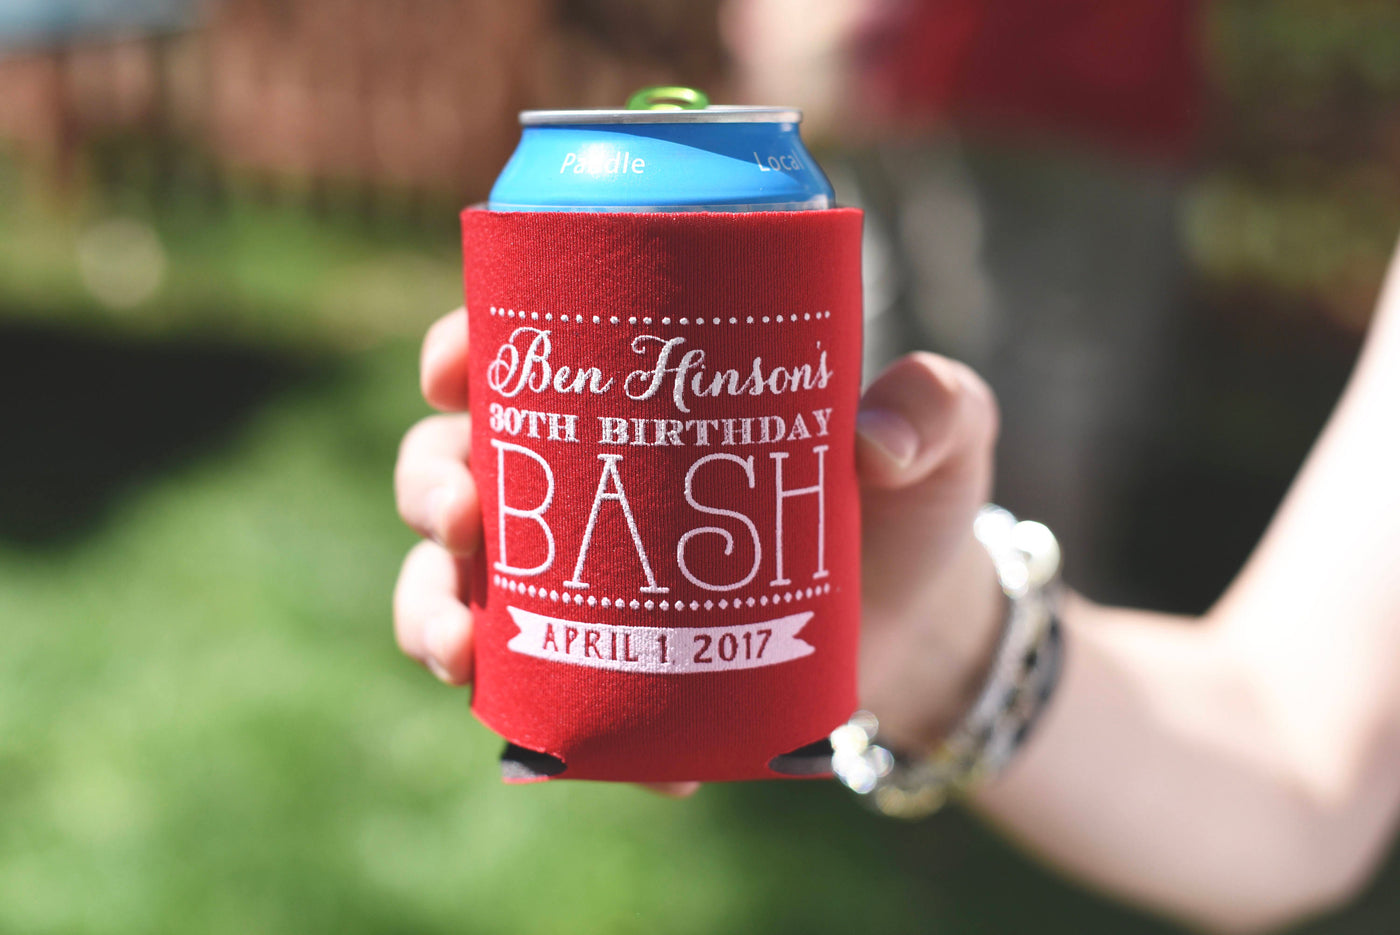 Paddle Local
Ben Hinson's
30TH BIRTHDAY
BASH
APRIL 1, 2017